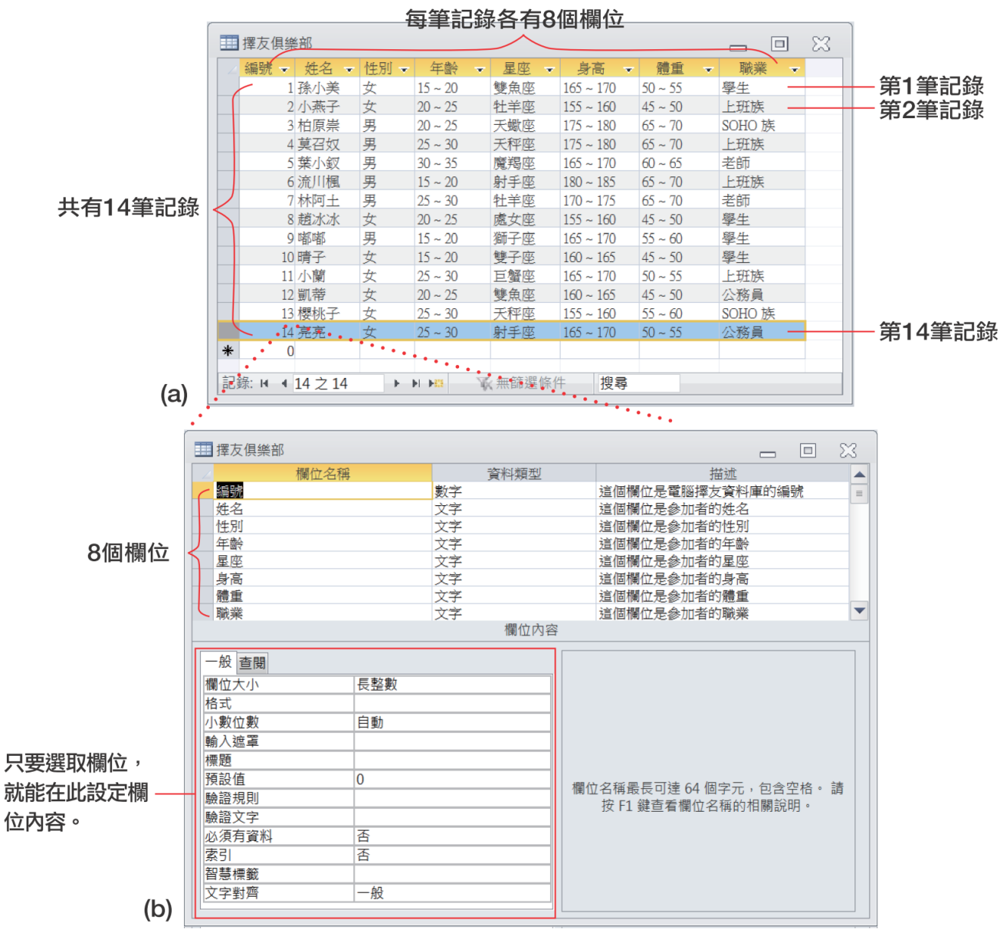 每筆記錄各有8個欄位
擇友俱樂部
編號 姓名 性別 年齡 星座 身高 體重 職業
1 孫小美 女 15 ~ 20 雙魚座 165 ~ 170 50 ~ 55 學生
第1筆記錄
2 小燕子 女 20 ~ 25 牡羊座 155 ~ 160 45 ~ 50 上班族
第2筆記錄
3 柏原崇 男 20 ~ 25 天蠍座 175 ~ 180 65 ~ 70 SOHO 族
4 莫召奴 男 25 ~ 30 天秤座 175 ~ 180 65 ~ 70 上班族
5 葉小釵 男 30 ~ 35 魔羯座 165 ~ 170 60 ~ 65 老師
6 流川楓 男 15 ~ 20 射手座 180 ~ 185 65 ~ 70 上班族
7 林阿土 男 25 ~ 30 牡羊座 170 ~ 175 65 ~ 70 老師
共有14筆記錄
8 趙冰冰 女 20 ~ 25 處女座 155 ~ 160 45 ~ 50 學生
9 嘟嘟 男 15 ~ 20 獅子座 165 ~ 170 55 ~ 60 學生
10 晴子 女 15 ~ 20 雙子座 160 ~ 165 45 ~ 50 學生
11 小蘭 女 25 ~ 30 巨蟹座 165 ~ 170 50 ~ 55 上班族
12 凱蒂 女 20 ~ 25 雙魚座 160 ~ 165 45 ~ 50 公務員
13 櫻桃子 女 25 ~ 30 天秤座 155 ~ 160 55 ~ 60 SOHO 族
14 亮亮 女 25 ~ 30 射手座 165 ~ 170 50 ~ 55 公務員
第14筆記錄
0
記錄: 14 之 14 無篩選條件 搜尋
(a)
擇友俱樂部
欄位名稱 資料類型 描述
編號 數字 這個欄位是電腦擇友資料庫的編號
姓名 文字 這個欄位是參加者的姓名
性別 文字 這個欄位是參加者的性別
年齡 文字 這個欄位是參加者的年齡
8個欄位
星座 文字 這個欄位是參加者的星座
身高 文字 這個欄位是參加者的身高
體重 文字 這個欄位是參加者的體重
職業 文字 這個欄位是參加者的職業
欄位內容
一般 查閱
欄位大小 長整數
格式
小數位數 自動
輸入遮罩
標題
預設值 0
驗證規則
驗證文字
必須有資料 否
索引 否
智慧標籤
文字對齊 一般
只要選取欄位，
就能在此設定欄
位內容。
欄位名稱最長可達 64 個字元，包含空格。 請
按 F1 鍵查看欄位名稱的相關說明。
(b)